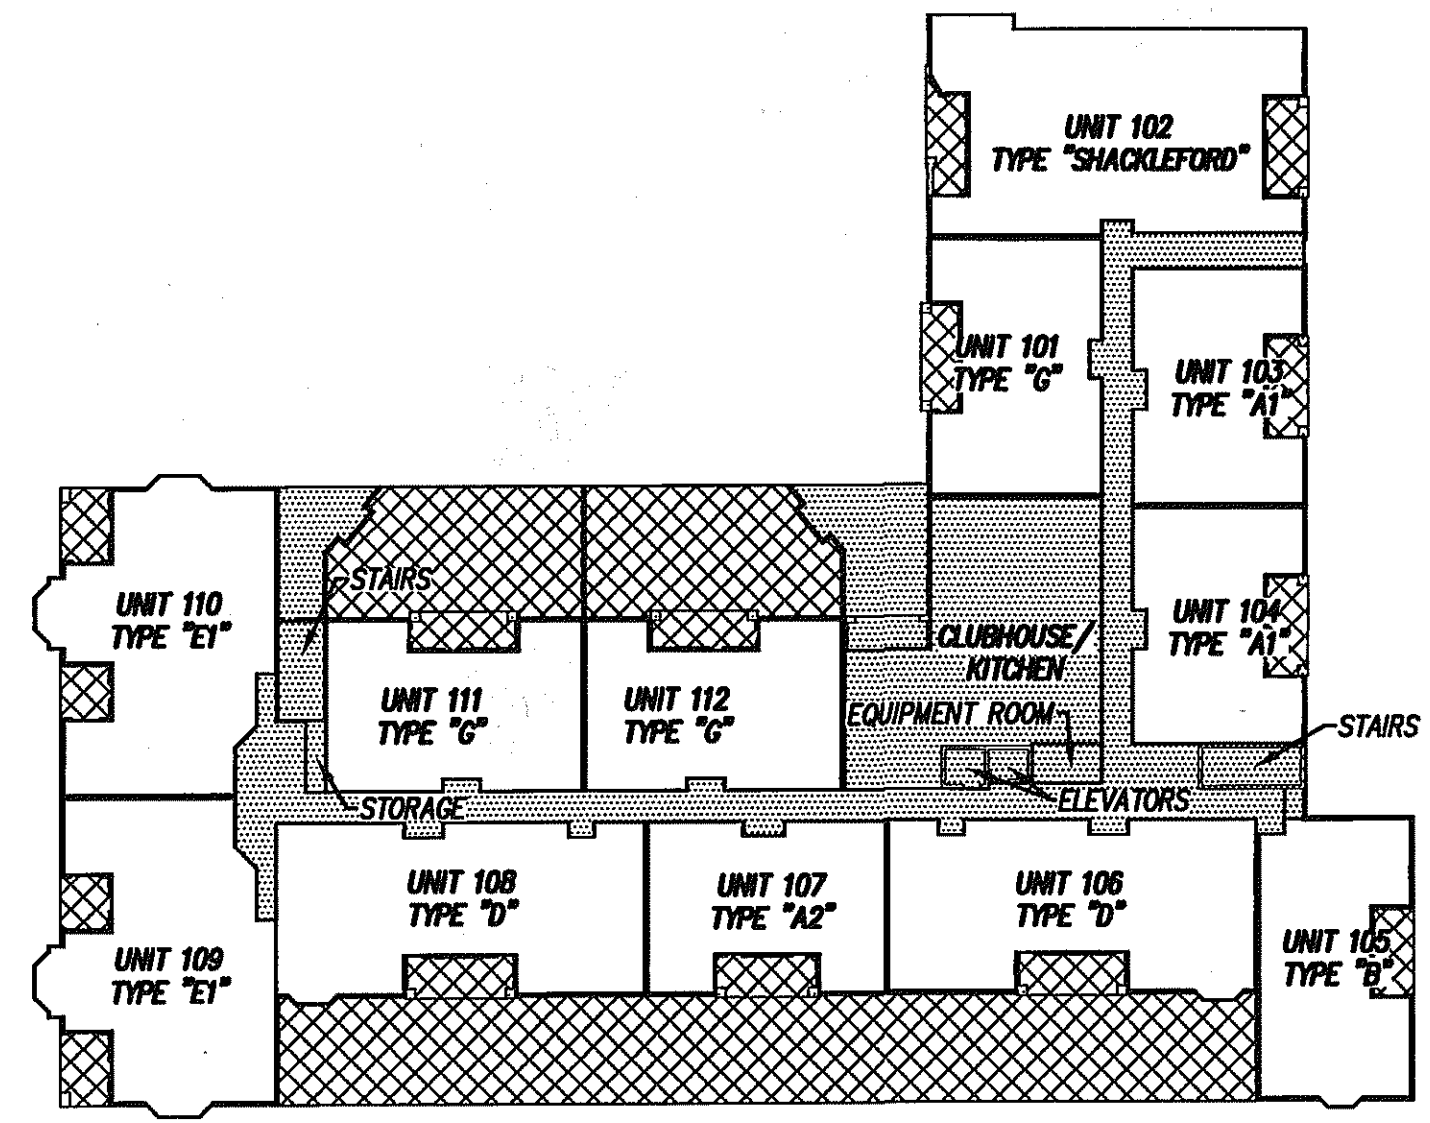 UNIT 102
TYPE "SHACKLEFORD"
UNIT 101
TYPE "G"
UNIT 103
TYPE "A1"
UNIT 110
TYPE "E1"
STAIRS
UNIT 104
TYPE "A1"
CLUBHOUSE/
KITCHEN
UNIT 111
TYPE "G"
UNIT 112
TYPE "G"
EQUIPMENT ROOM
STAIRS
STORAGE
ELEVATORS
UNIT 108
TYPE "D"
UNIT 107
TYPE "A2"
UNIT 106
TYPE "D"
UNIT 105
TYPE "B"
UNIT 109
TYPE "E1"